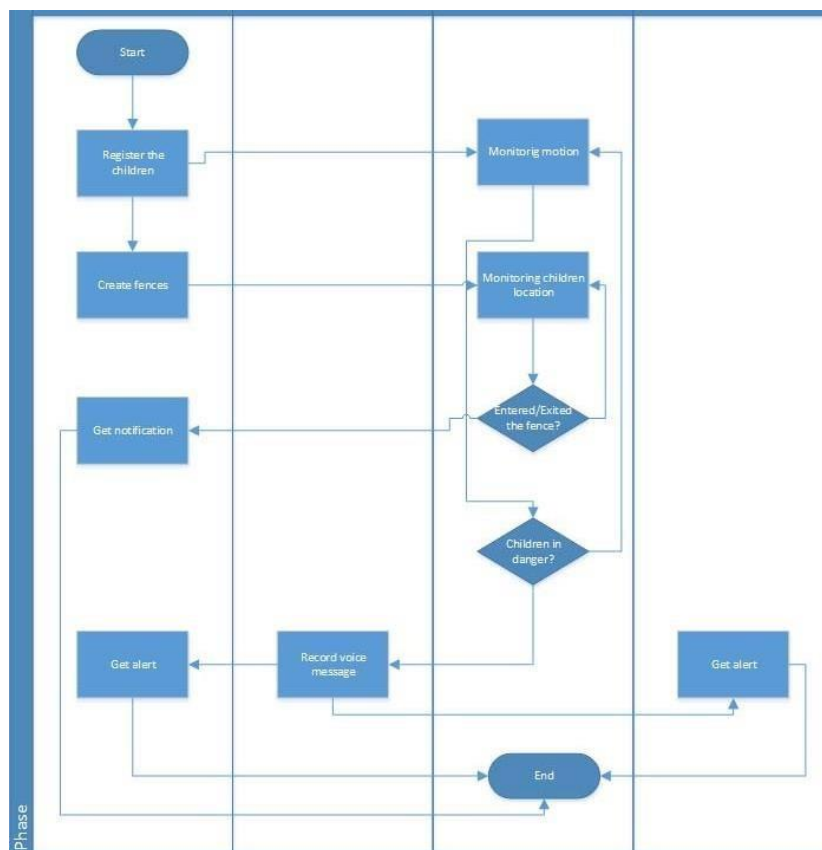 Start
Register the
children
Monitorig motion
Create fences
Monitoring children
location
Get notification
Entered/Exited
the fence?
Children in
danger?
Get alert
Record voice
message
Get alert
End
Phase